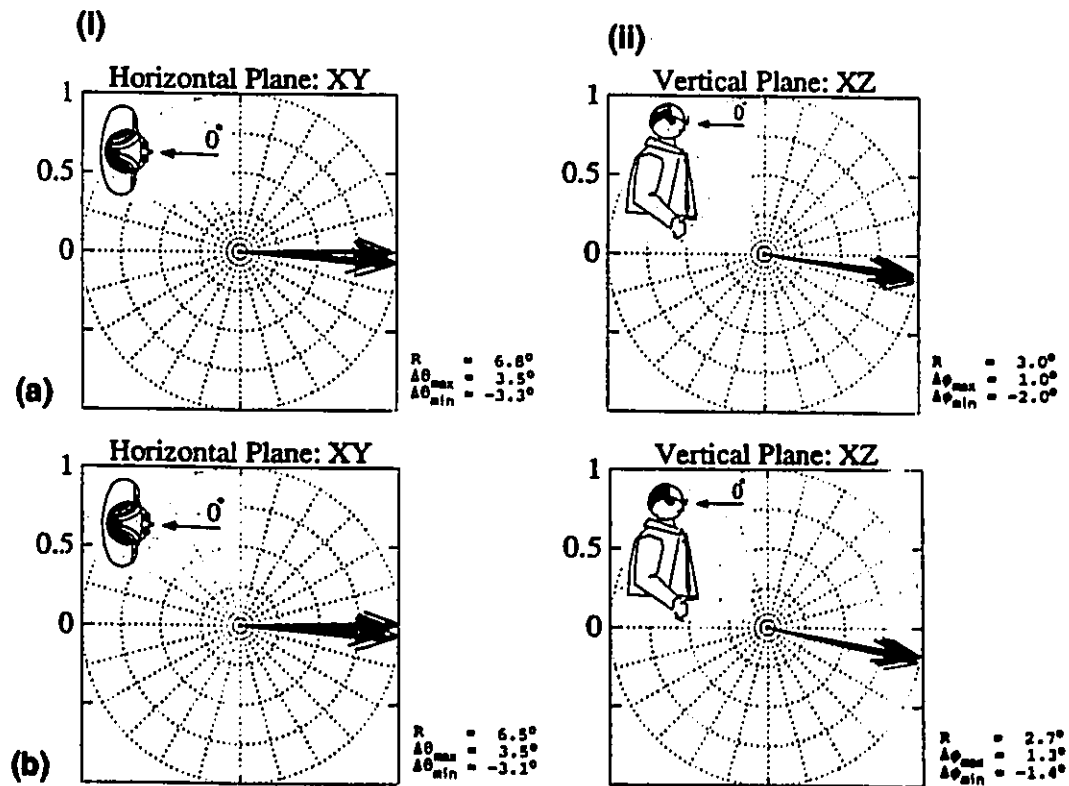 (i)
(ii)
Horizontal Plane: XY
1
0.5
0
0°
R = 6.8°
Δθmax = 3.5°
Δθmin = -3.3°
Vertical Plane: XZ
1
0.5
0
0°
R = 3.0°
Δφmax = 1.0°
Δφmin = -2.0°
(a)
Horizontal Plane: XY
1
0.5
0
0°
R = 6.5°
Δθmax = 3.5°
Δθmin = -3.1°
Vertical Plane: XZ
1
0.5
0
0°
R = 2.7°
Δφmax = 1.3°
Δφmin = -1.4°
(b)